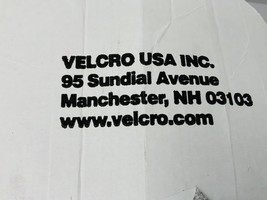 VELCRO USA INC.
95 Sundial Avenue
Manchester, NH 03103
www.velcro.com